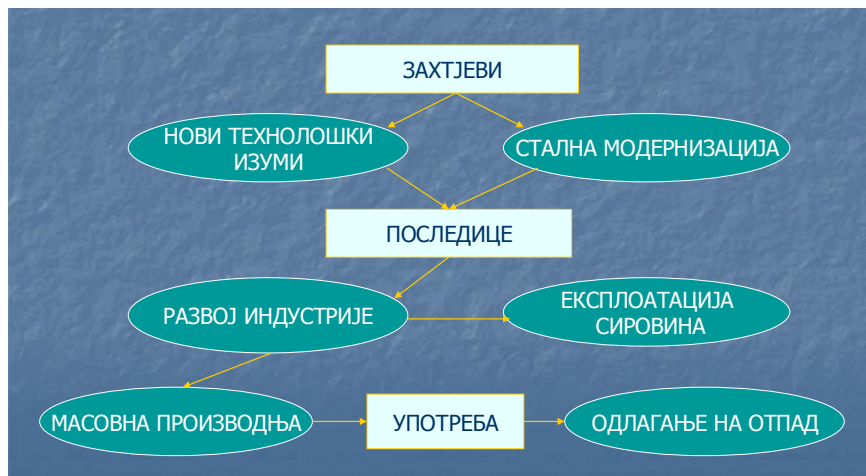 ЗАХТЈЕВИ
НОВИ ТЕХНОЛОШКИ
ИЗУМИ
СТАЛНА МОДЕРНИЗАЦИЈА
ПОСЛЕДИЦЕ
РАЗВОЈ ИНДУСТРИЈЕ
ЕКСПЛОАТАЦИЈА
СИРОВИНА
МАСОВНА ПРОИЗВОДЊА
УПОТРЕБА
ОДЛАГАЊЕ НА ОТПАД